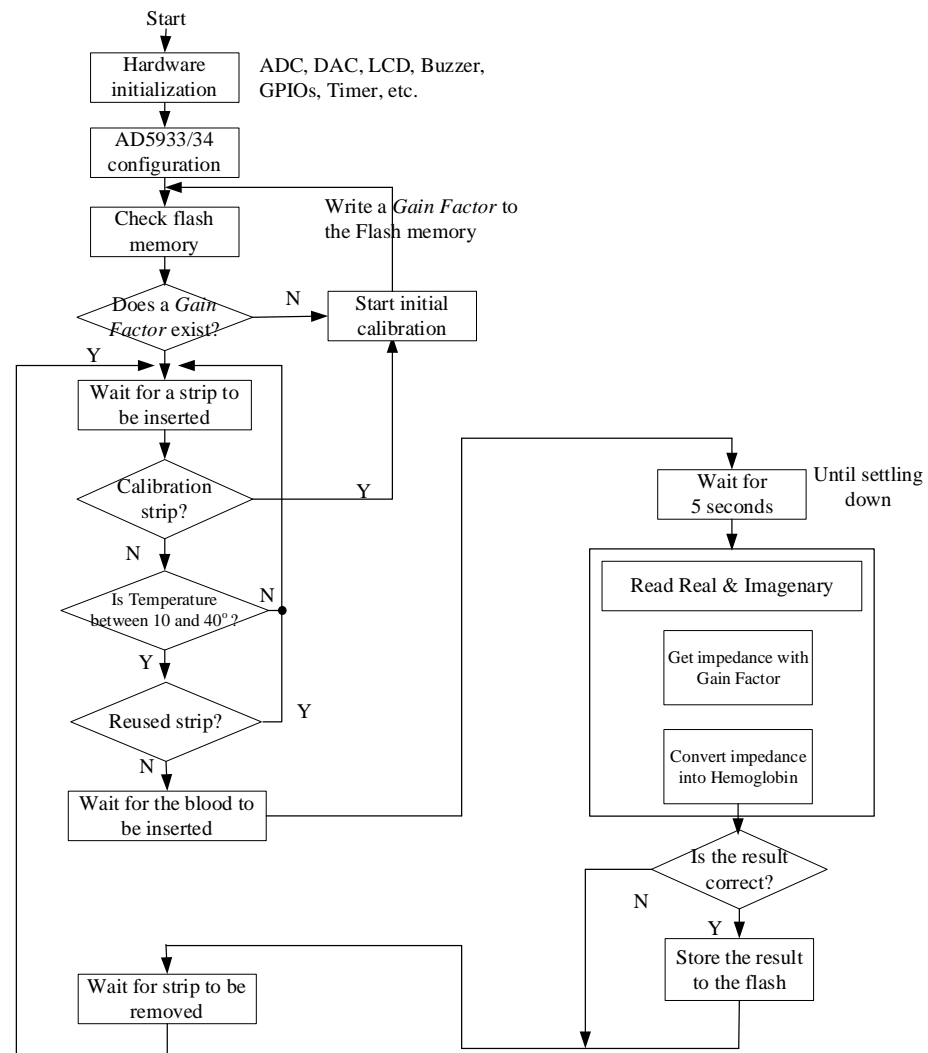 Start
Hardware
initialization
ADC, DAC, LCD, Buzzer,
GPIOs, Timer, etc.
AD5933/34
configuration
Check flash
memory
Write a Gain Factor to
the Flash memory
Does a Gain
Factor exist?
N
Start initial
calibration
Y
Wait for a strip to
be inserted
Calibration
strip?
Y
N
Is Temperature
between 10 and 40°?
N
Y
Reused strip?
Y
N
Wait for the blood to
be inserted
Wait for
5 seconds
Until settling
down
Read Real & Imagenary
Get impedance with
Gain Factor
Convert impedance
into Hemoglobin
Is the result
correct?
N
Y
Store the result
to the flash
Wait for strip to be
removed